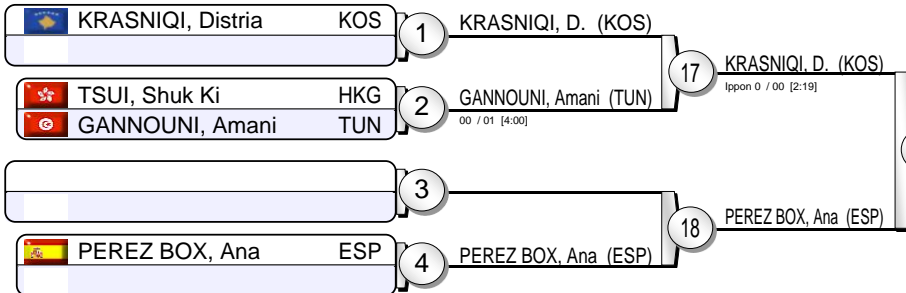 KRASNIQI, Distria KOS
1
KRASNIQI, D. (KOS)
TSUI, Shuk Ki HKG
GANNOUNI, Amani TUN
2
GANNOUNI, Amani (TUN)
00 / 01 [4:00]
17
KRASNIQI, D. (KOS)
Ippon 0 / 00 [2:19]
3
PEREZ BOX, Ana ESP
4
PEREZ BOX, Ana (ESP)
18
PEREZ BOX, Ana (ESP)